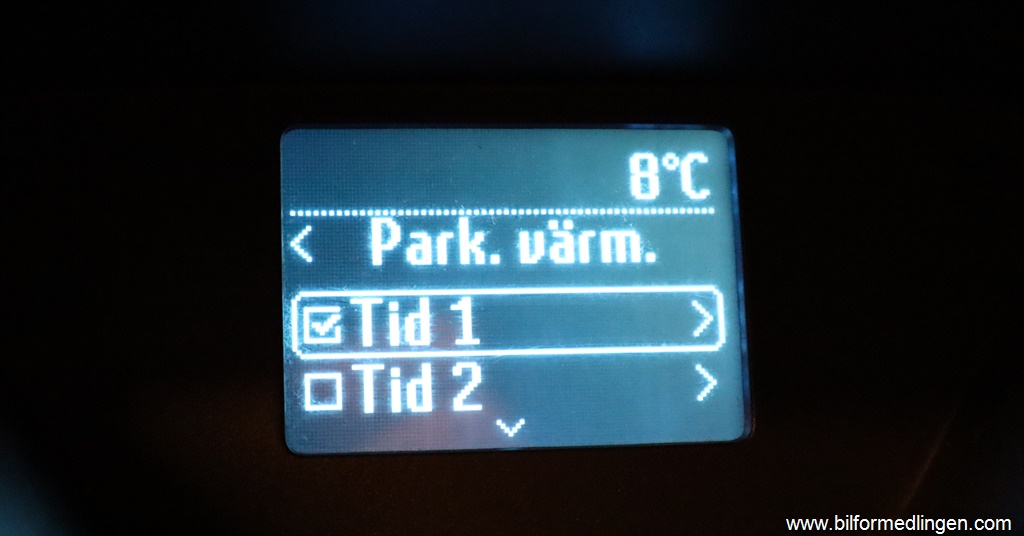 8°C
< Park. värm.
Tid 1 >
Tid 2 >
www.bilformedlingen.com